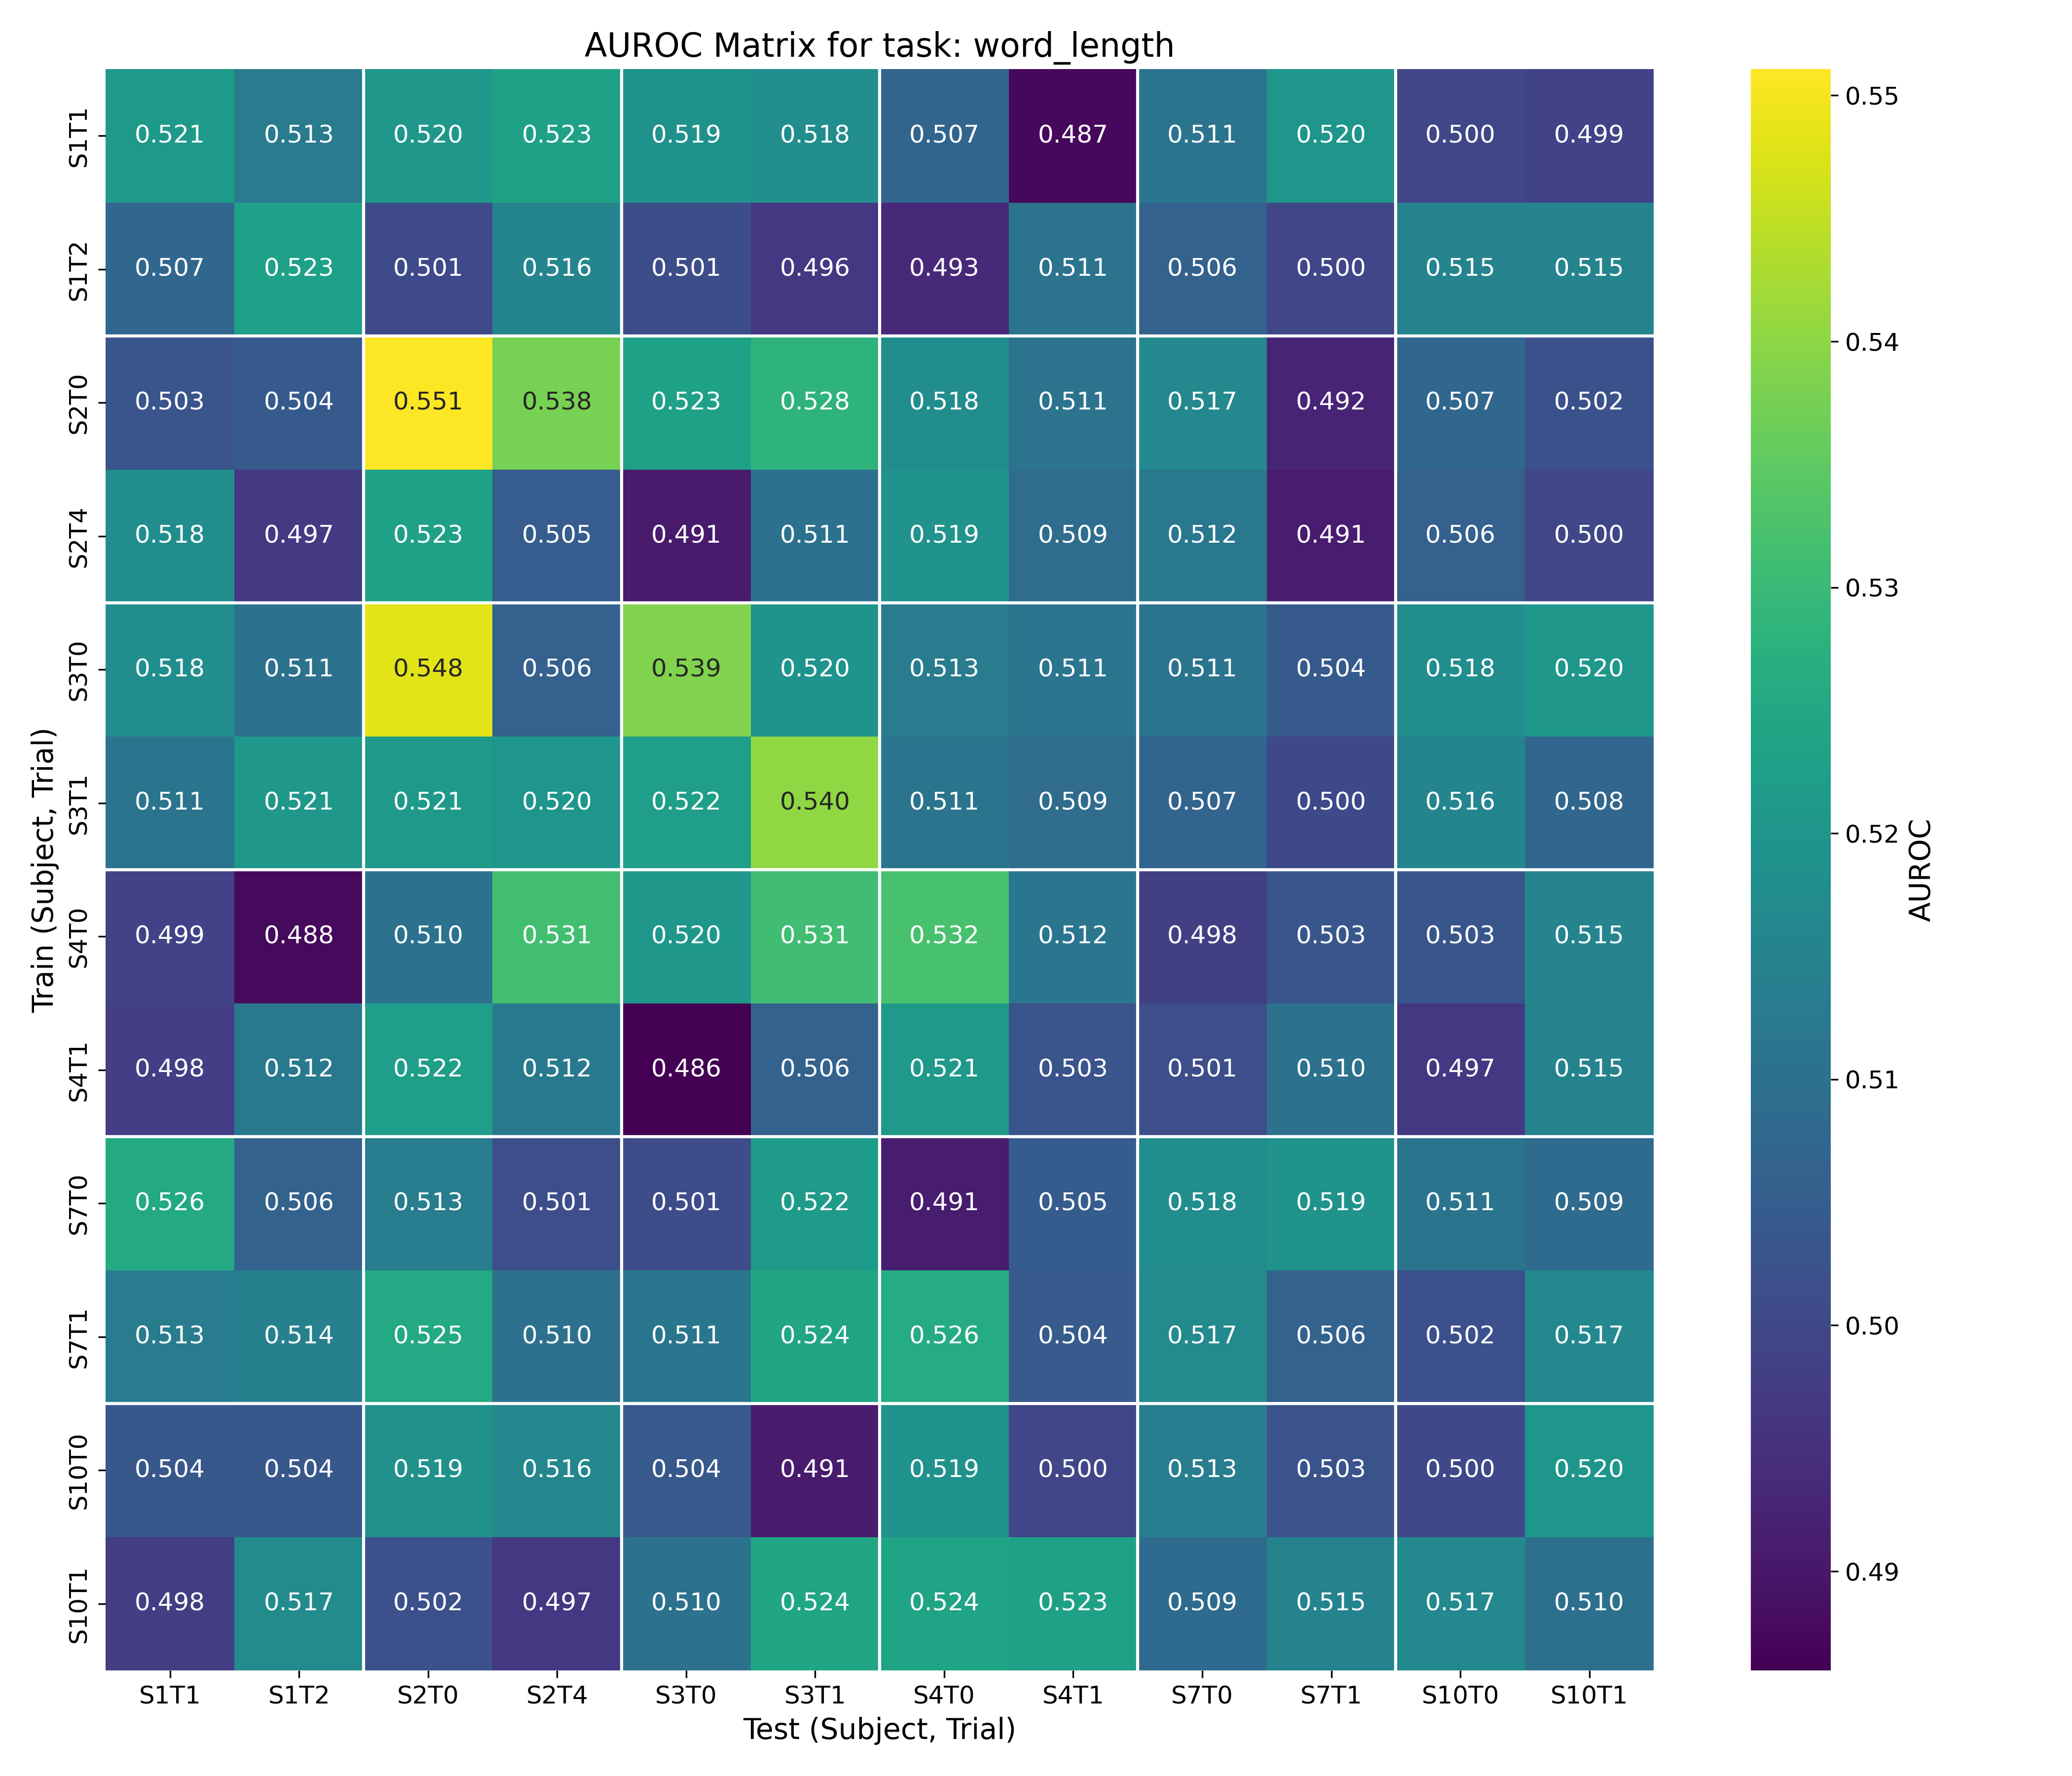 AUROC Matrix for task: word_length
S1T1 0.521 0.513 0.520 0.523 0.519 0.518 0.507 0.487 0.511 0.520 0.500 0.499
S1T2 0.507 0.523 0.501 0.516 0.501 0.496 0.493 0.511 0.506 0.500 0.515 0.515
S2T0 0.503 0.504 0.551 0.538 0.523 0.528 0.518 0.511 0.517 0.492 0.507 0.502
S2T4 0.518 0.497 0.523 0.505 0.491 0.511 0.519 0.509 0.512 0.491 0.506 0.500
S3T0 0.518 0.511 0.548 0.506 0.539 0.520 0.513 0.511 0.511 0.504 0.518 0.520
S3T1 0.511 0.521 0.521 0.520 0.522 0.540 0.511 0.509 0.507 0.500 0.516 0.508
S4T0 0.499 0.488 0.510 0.531 0.520 0.531 0.532 0.512 0.498 0.503 0.503 0.515
S4T1 0.498 0.512 0.522 0.512 0.486 0.506 0.521 0.503 0.501 0.510 0.497 0.515
S7T0 0.526 0.506 0.513 0.501 0.501 0.522 0.491 0.505 0.518 0.519 0.511 0.509
S7T1 0.513 0.514 0.525 0.510 0.511 0.524 0.526 0.504 0.517 0.506 0.502 0.517
S10T0 0.504 0.504 0.519 0.516 0.504 0.491 0.519 0.500 0.513 0.503 0.500 0.520
S10T1 0.498 0.517 0.502 0.497 0.510 0.524 0.524 0.523 0.509 0.515 0.517 0.510
S1T1 S1T2 S2T0 S2T4 S3T0 S3T1 S4T0 S4T1 S7T0 S7T1 S10T0 S10T1
Test (Subject, Trial)
Train (Subject, Trial)
0.55
0.54
0.53
0.52
0.51
0.50
0.49
AUROC